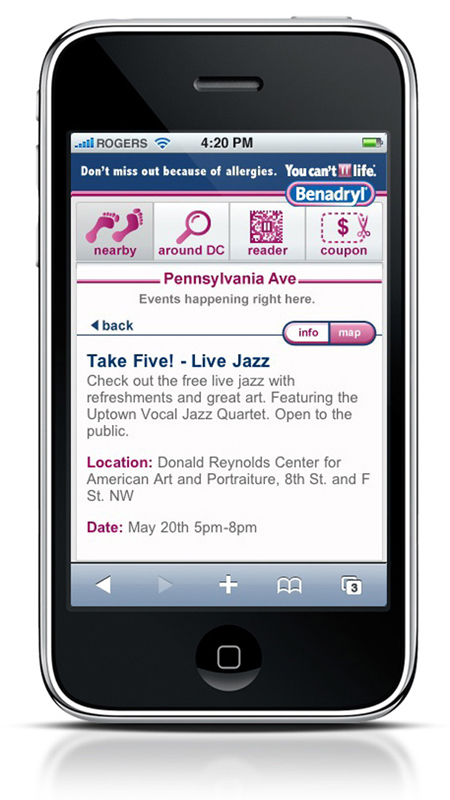 ROGERS 4:20 PM
Don't miss out because of allergies. You can't life.
Benadryl
nearby around DC reader coupon
$
Pennsylvania Ave
Events happening right here.
back info map
Take Five! - Live Jazz
Check out the free live jazz with
refreshments and great art. Featuring the
Uptown Vocal Jazz Quartet. Open to the
public.
Location: Donald Reynolds Center for
American Art and Portraiture, 8th St. and F
St. NW
Date: May 20th 5pm-8pm
3